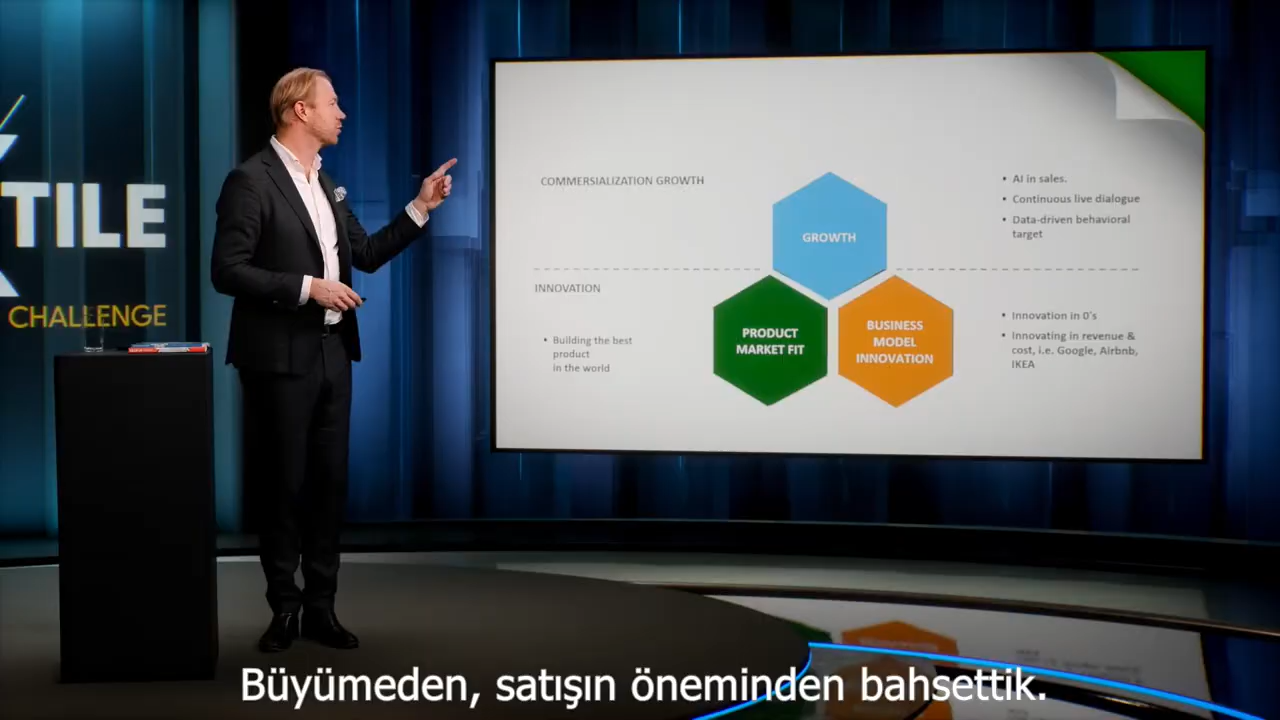 TILE
CHALLENGE
COMMERSIALIZATION GROWTH
GROWTH
• AI in sales.
• Continuous live dialogue
• Data-driven behavioral
target
INNOVATION
• Building the best
product
in the world
PRODUCT
MARKET FIT
BUSINESS
MODEL
INNOVATION
• Innovation in 0's
• Innovating in revenue &
cost, i.e. Google, Airbnb,
IKEA
Büyümeden, satışın öneminden bahsettik.